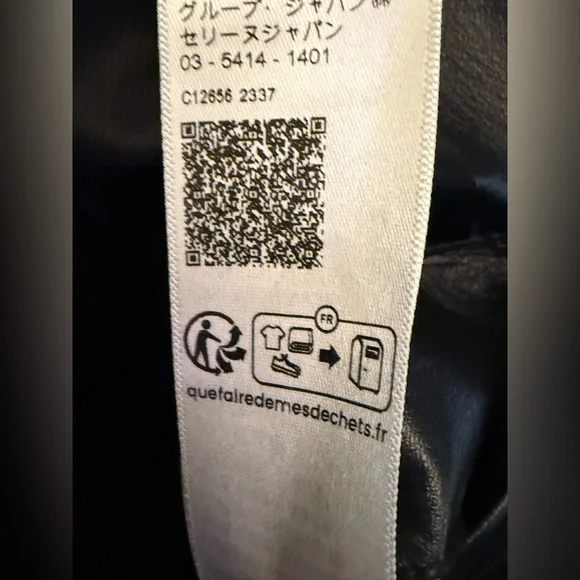 グループ・ジャパン㈱
セリーヌジャパン
03 - 5414 - 1401
C12656 2337
FR
quefairedemesdechets.fr